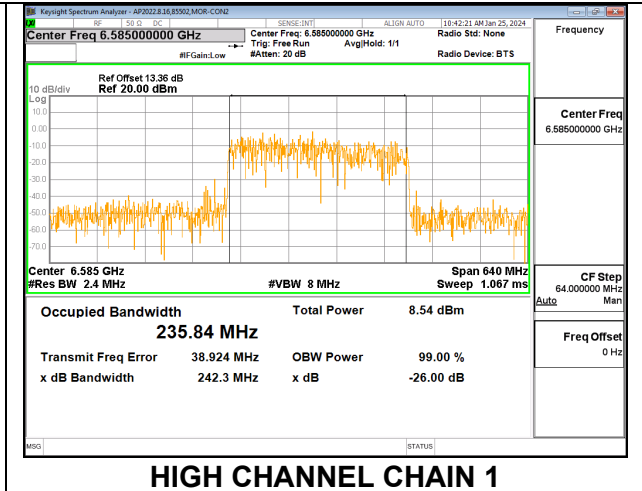 Keysight Spectrum Analyzer - AP2022.8.16,85502,MOR-CON2
RF 50 Ω DC SENSE:INT ALIGN AUTO 10:42:21 AM Jan 25, 2024
Center Freq 6.585000000 GHz
Center Freq: 6.585000000 GHz
Radio Std: None
Trig: Free Run Avg|Hold: 1/1
#IFGain:Low #Atten: 20 dB
Radio Device: BTS
Frequency
Ref Offset 13.36 dB
10 dB/div Ref 20.00 dBm
Log
10.0
0.00
-10.0
-20.0
-30.0
-40.0
-50.0
-60.0
-70.0
Center 6.585 GHz Span 640 MHz
#Res BW 2.4 MHz #VBW 8 MHz Sweep 1.067 ms
Center Freq
6.585000000 GHz
CF Step
64.000000 MHz
Auto Man
Freq Offset
0 Hz
Occupied Bandwidth Total Power 8.54 dBm
235.84 MHz
Transmit Freq Error 38.924 MHz OBW Power 99.00 %
x dB Bandwidth 242.3 MHz x dB -26.00 dB
MSG STATUS
HIGH CHANNEL CHAIN 1